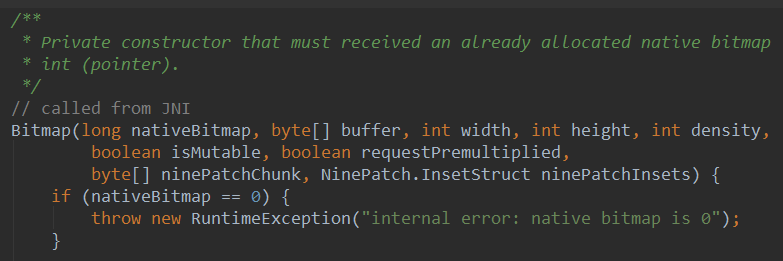 /**
 * Private constructor that must received an already allocated native bitmap
 * int (pointer).
 */
// called from JNI
Bitmap(long nativeBitmap, byte[] buffer, int width, int height, int density,
        boolean isMutable, boolean requestPremultiplied,
        byte[] ninePatchChunk, NinePatch.InsetStruct ninePatchInsets) {
    if (nativeBitmap == 0) {
        throw new RuntimeException("internal error: native bitmap is 0");
    }